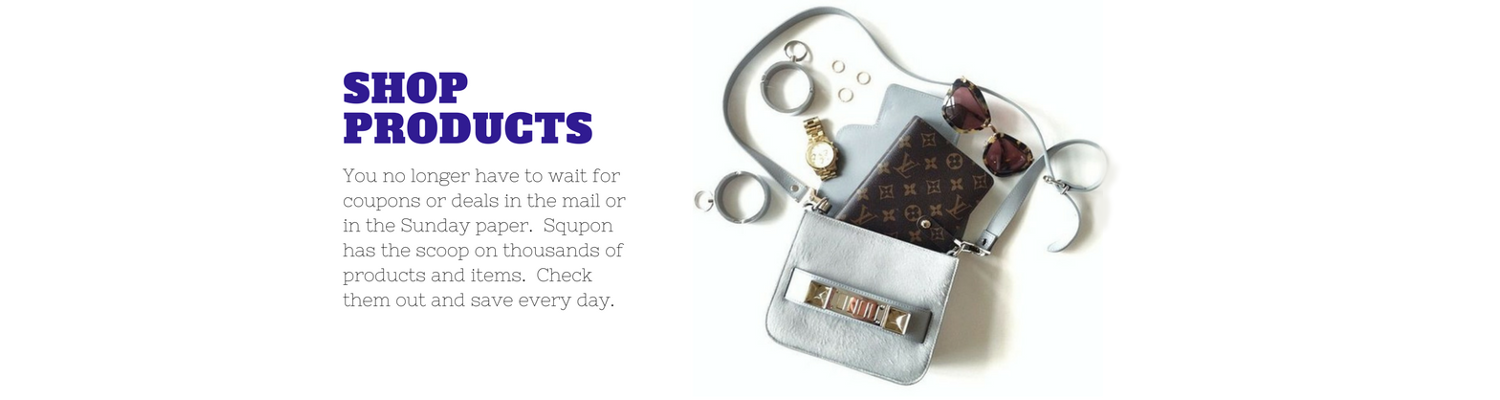 SHOP
PRODUCTS
You no longer have to wait for
coupons or deals in the mail or
in the Sunday paper.  Squpon
has the scoop on thousands of
products and items.  Check
them out and save every day.